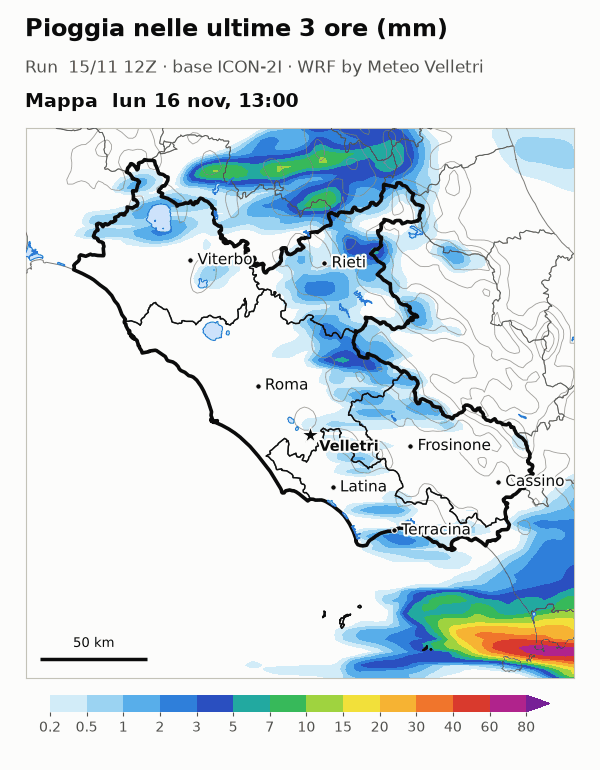 Pioggia nelle ultime 3 ore (mm)
Run 15/11 12Z · base ICON-2I · WRF by Meteo Velletri
Mappa lun 16 nov, 13:00
Viterbo
Rieti
Roma
Velletri
Frosinone
Cassino
Latina
Terracina
50 km
0.2 0.5 1 2 3 5 7 10 15 20 30 40 60 80